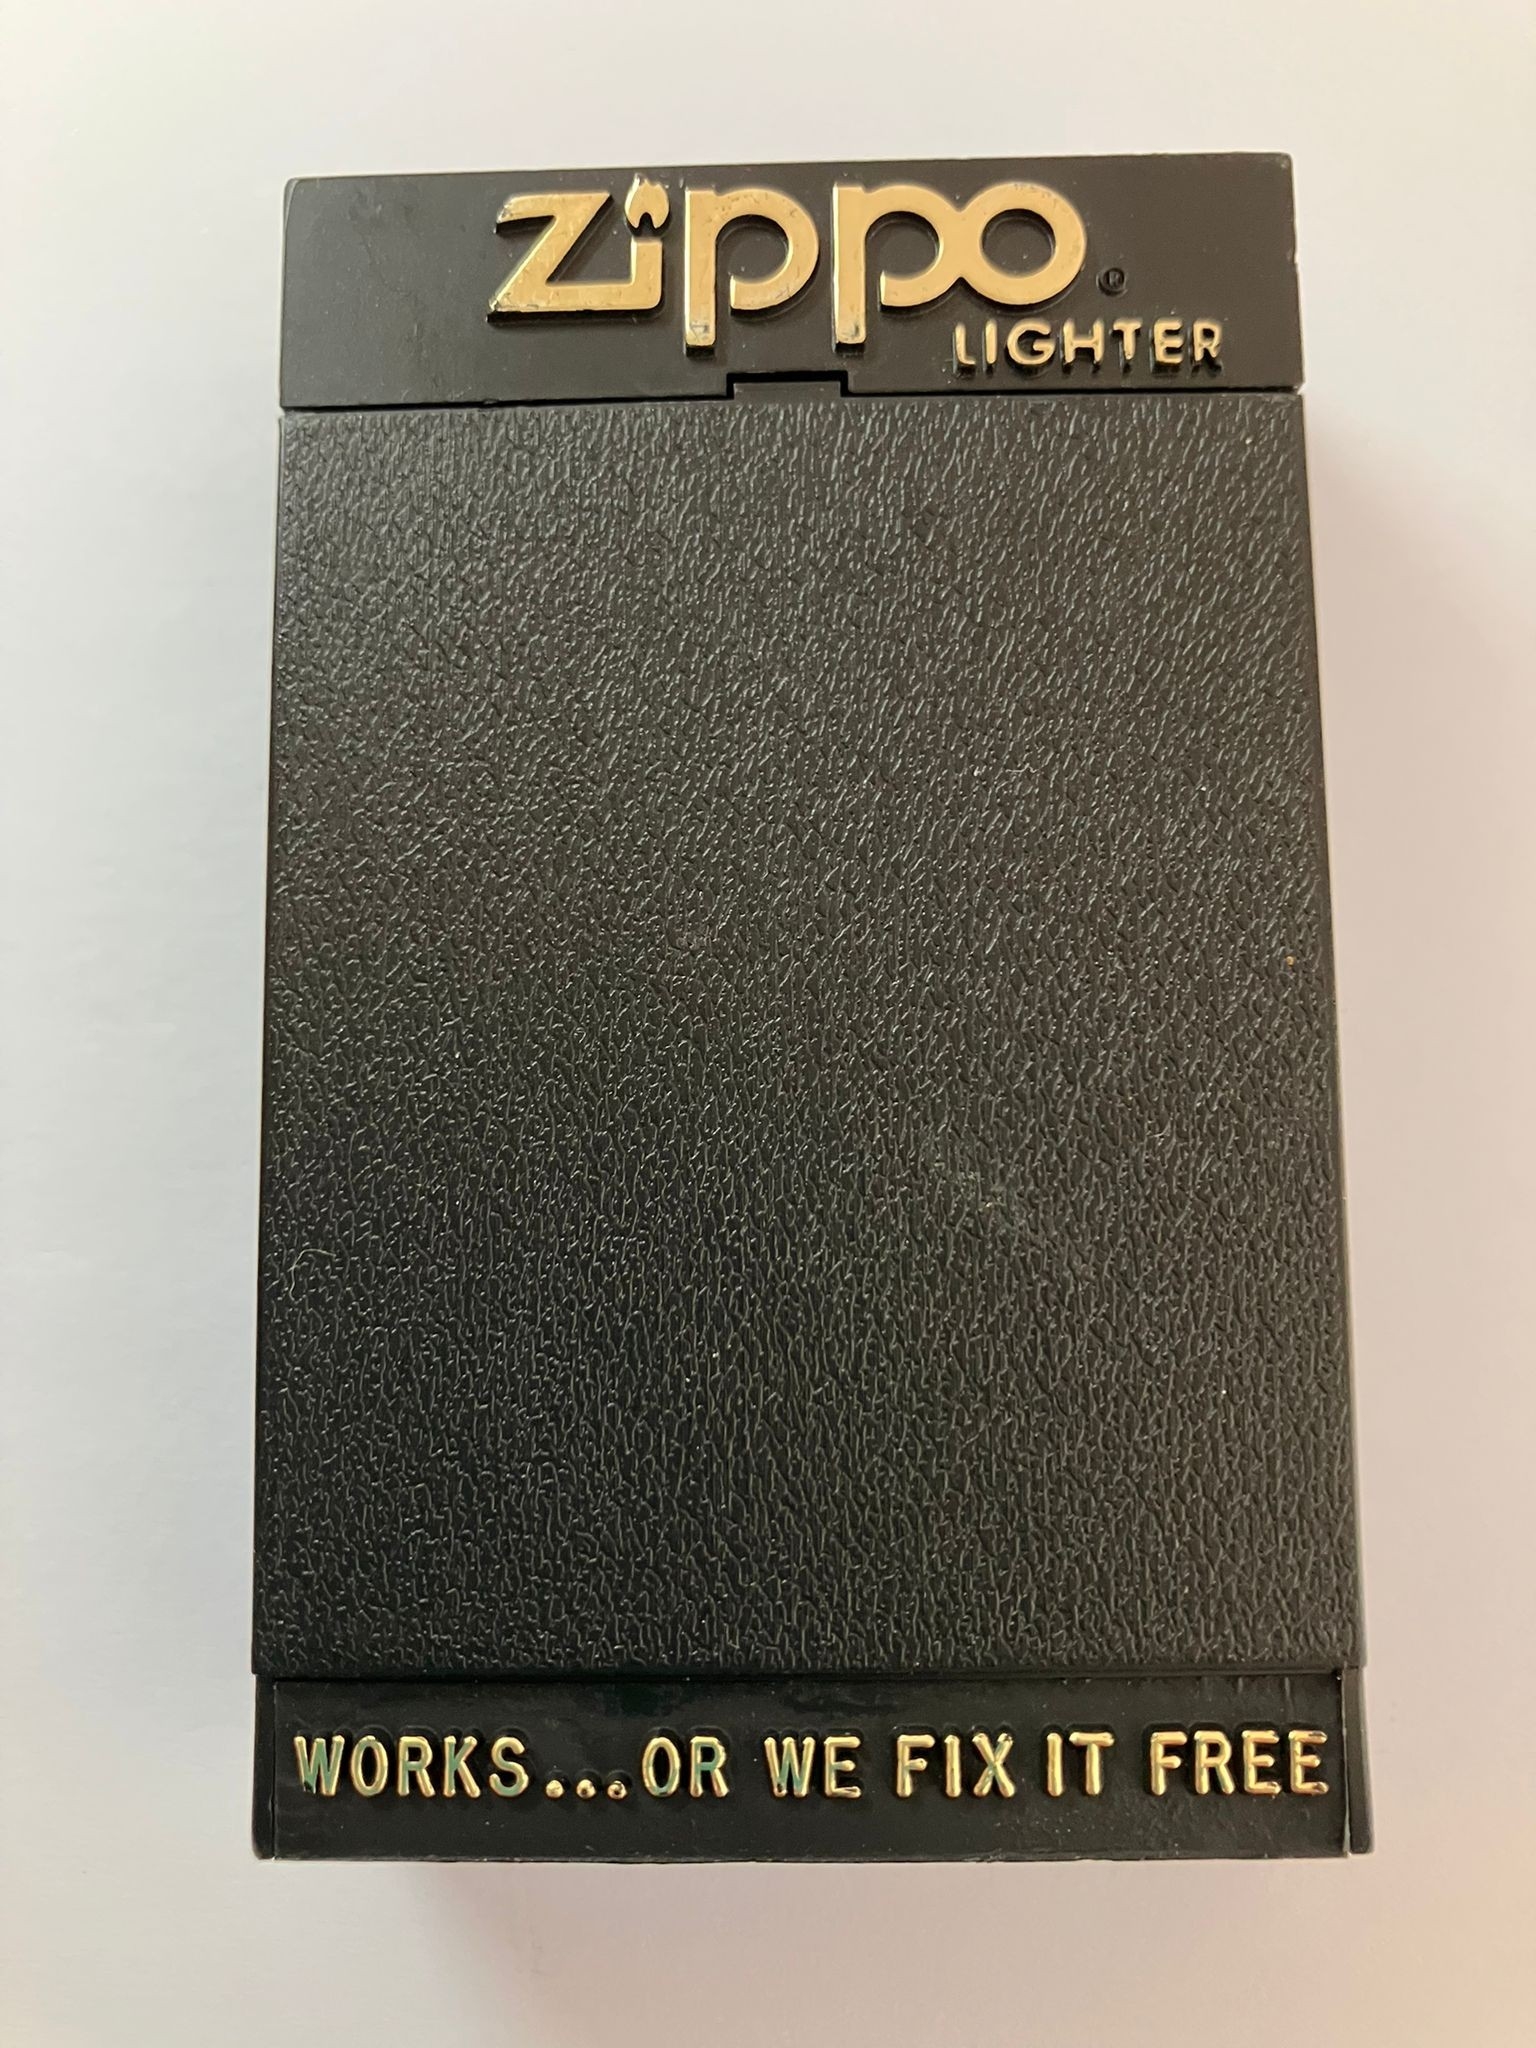 Zippo®
LIGHTER
WORKS...OR WE FIX IT FREE